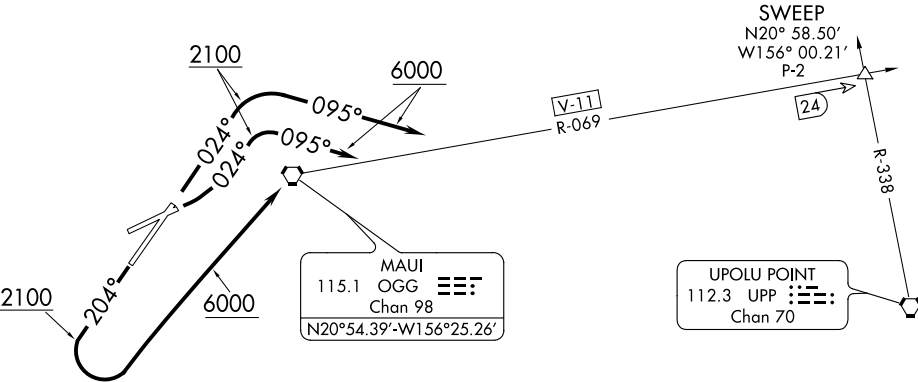 SWEEP
N20° 58.50'
W156° 00.21'
P-2
2100
6000
024°
095°
024°
095°
V-11
R-069
24
R-338
204°
2100
6000
MAUI
115.1 OGG
Chan 98
N20°54.39'-W156°25.26'
UPOLU POINT
112.3 UPP
Chan 70